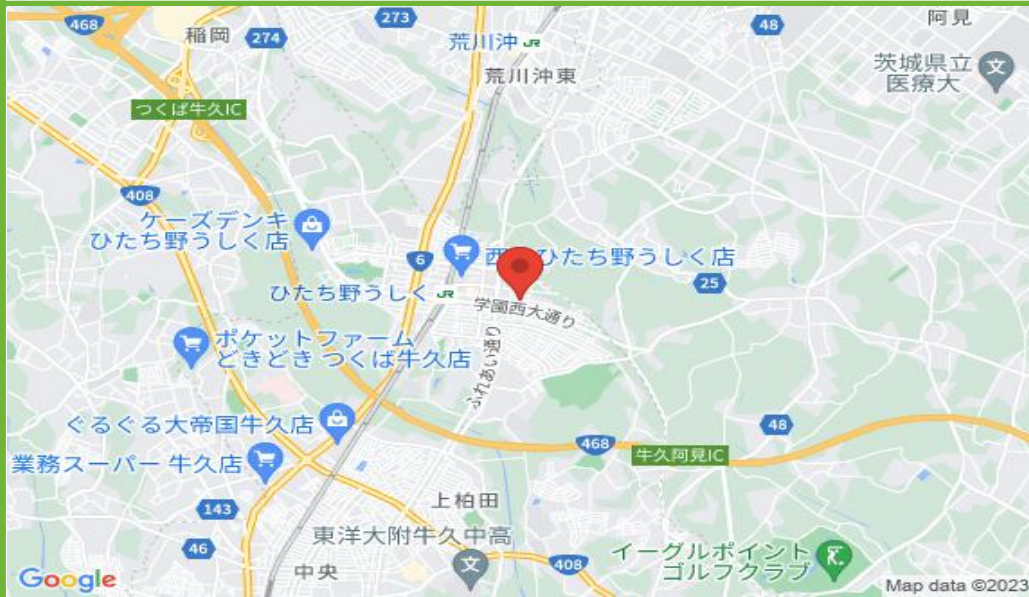 468
稲岡
274
273
荒川沖 JR
48
阿見
荒川沖東
茨城県立
医療大
文
つくば牛久IC
408
ケーズデンキ
ひたち野うしく店
6
ひたち野うしく店
25
ひたち野うしく JR
学園西大通り
ふれあい通り
ポケットファーム
どきどき つくば牛久店
ぐるぐる大帝国牛久店
業務スーパー 牛久店
468
48
牛久阿見IC
143
上柏田
46
東洋大附牛久中高
文
中央
408
イーグルポイント
ゴルフクラブ
Google
Map data ©2023